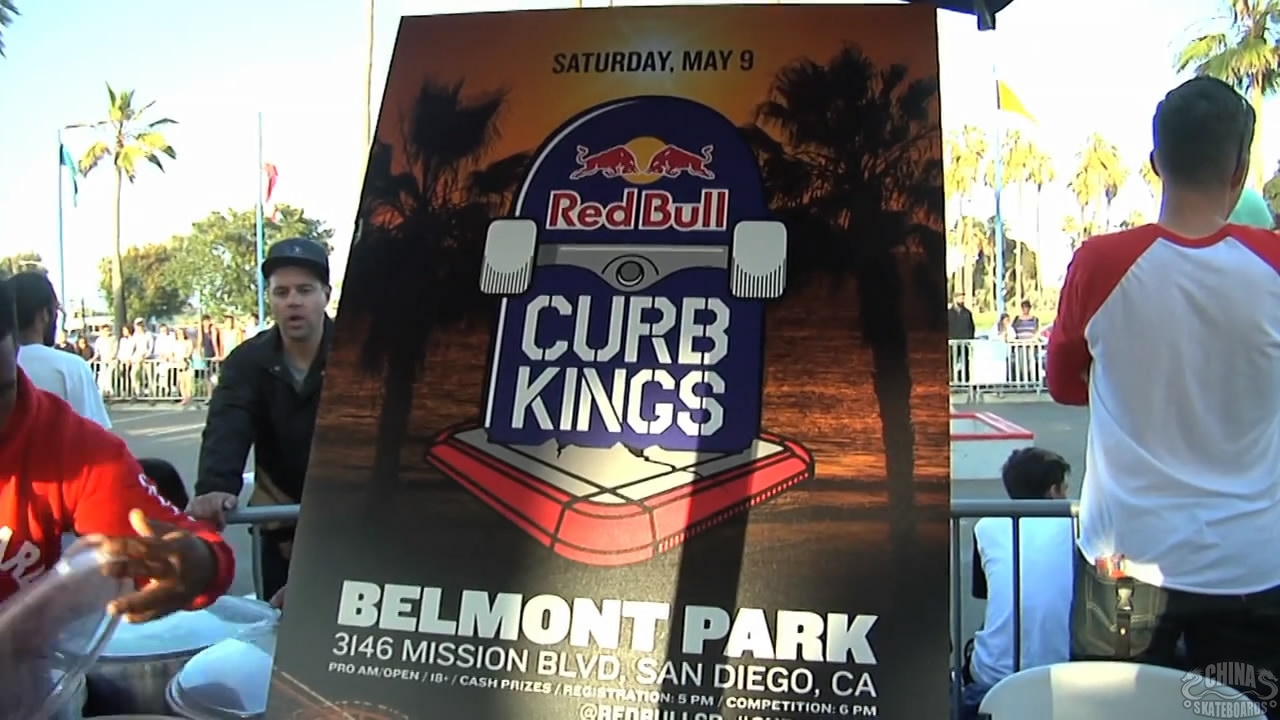 SATURDAY, MAY 9
Red Bull
CURB
KINGS
BELMONT PARK
3146 MISSION BLVD, SAN DIEGO, CA
PRO AM/OPEN / 18+ / CASH PRIZES / REGISTRATION: 5 PM / COMPETITION: 6 PM
CHINA
SKATEBOARDS